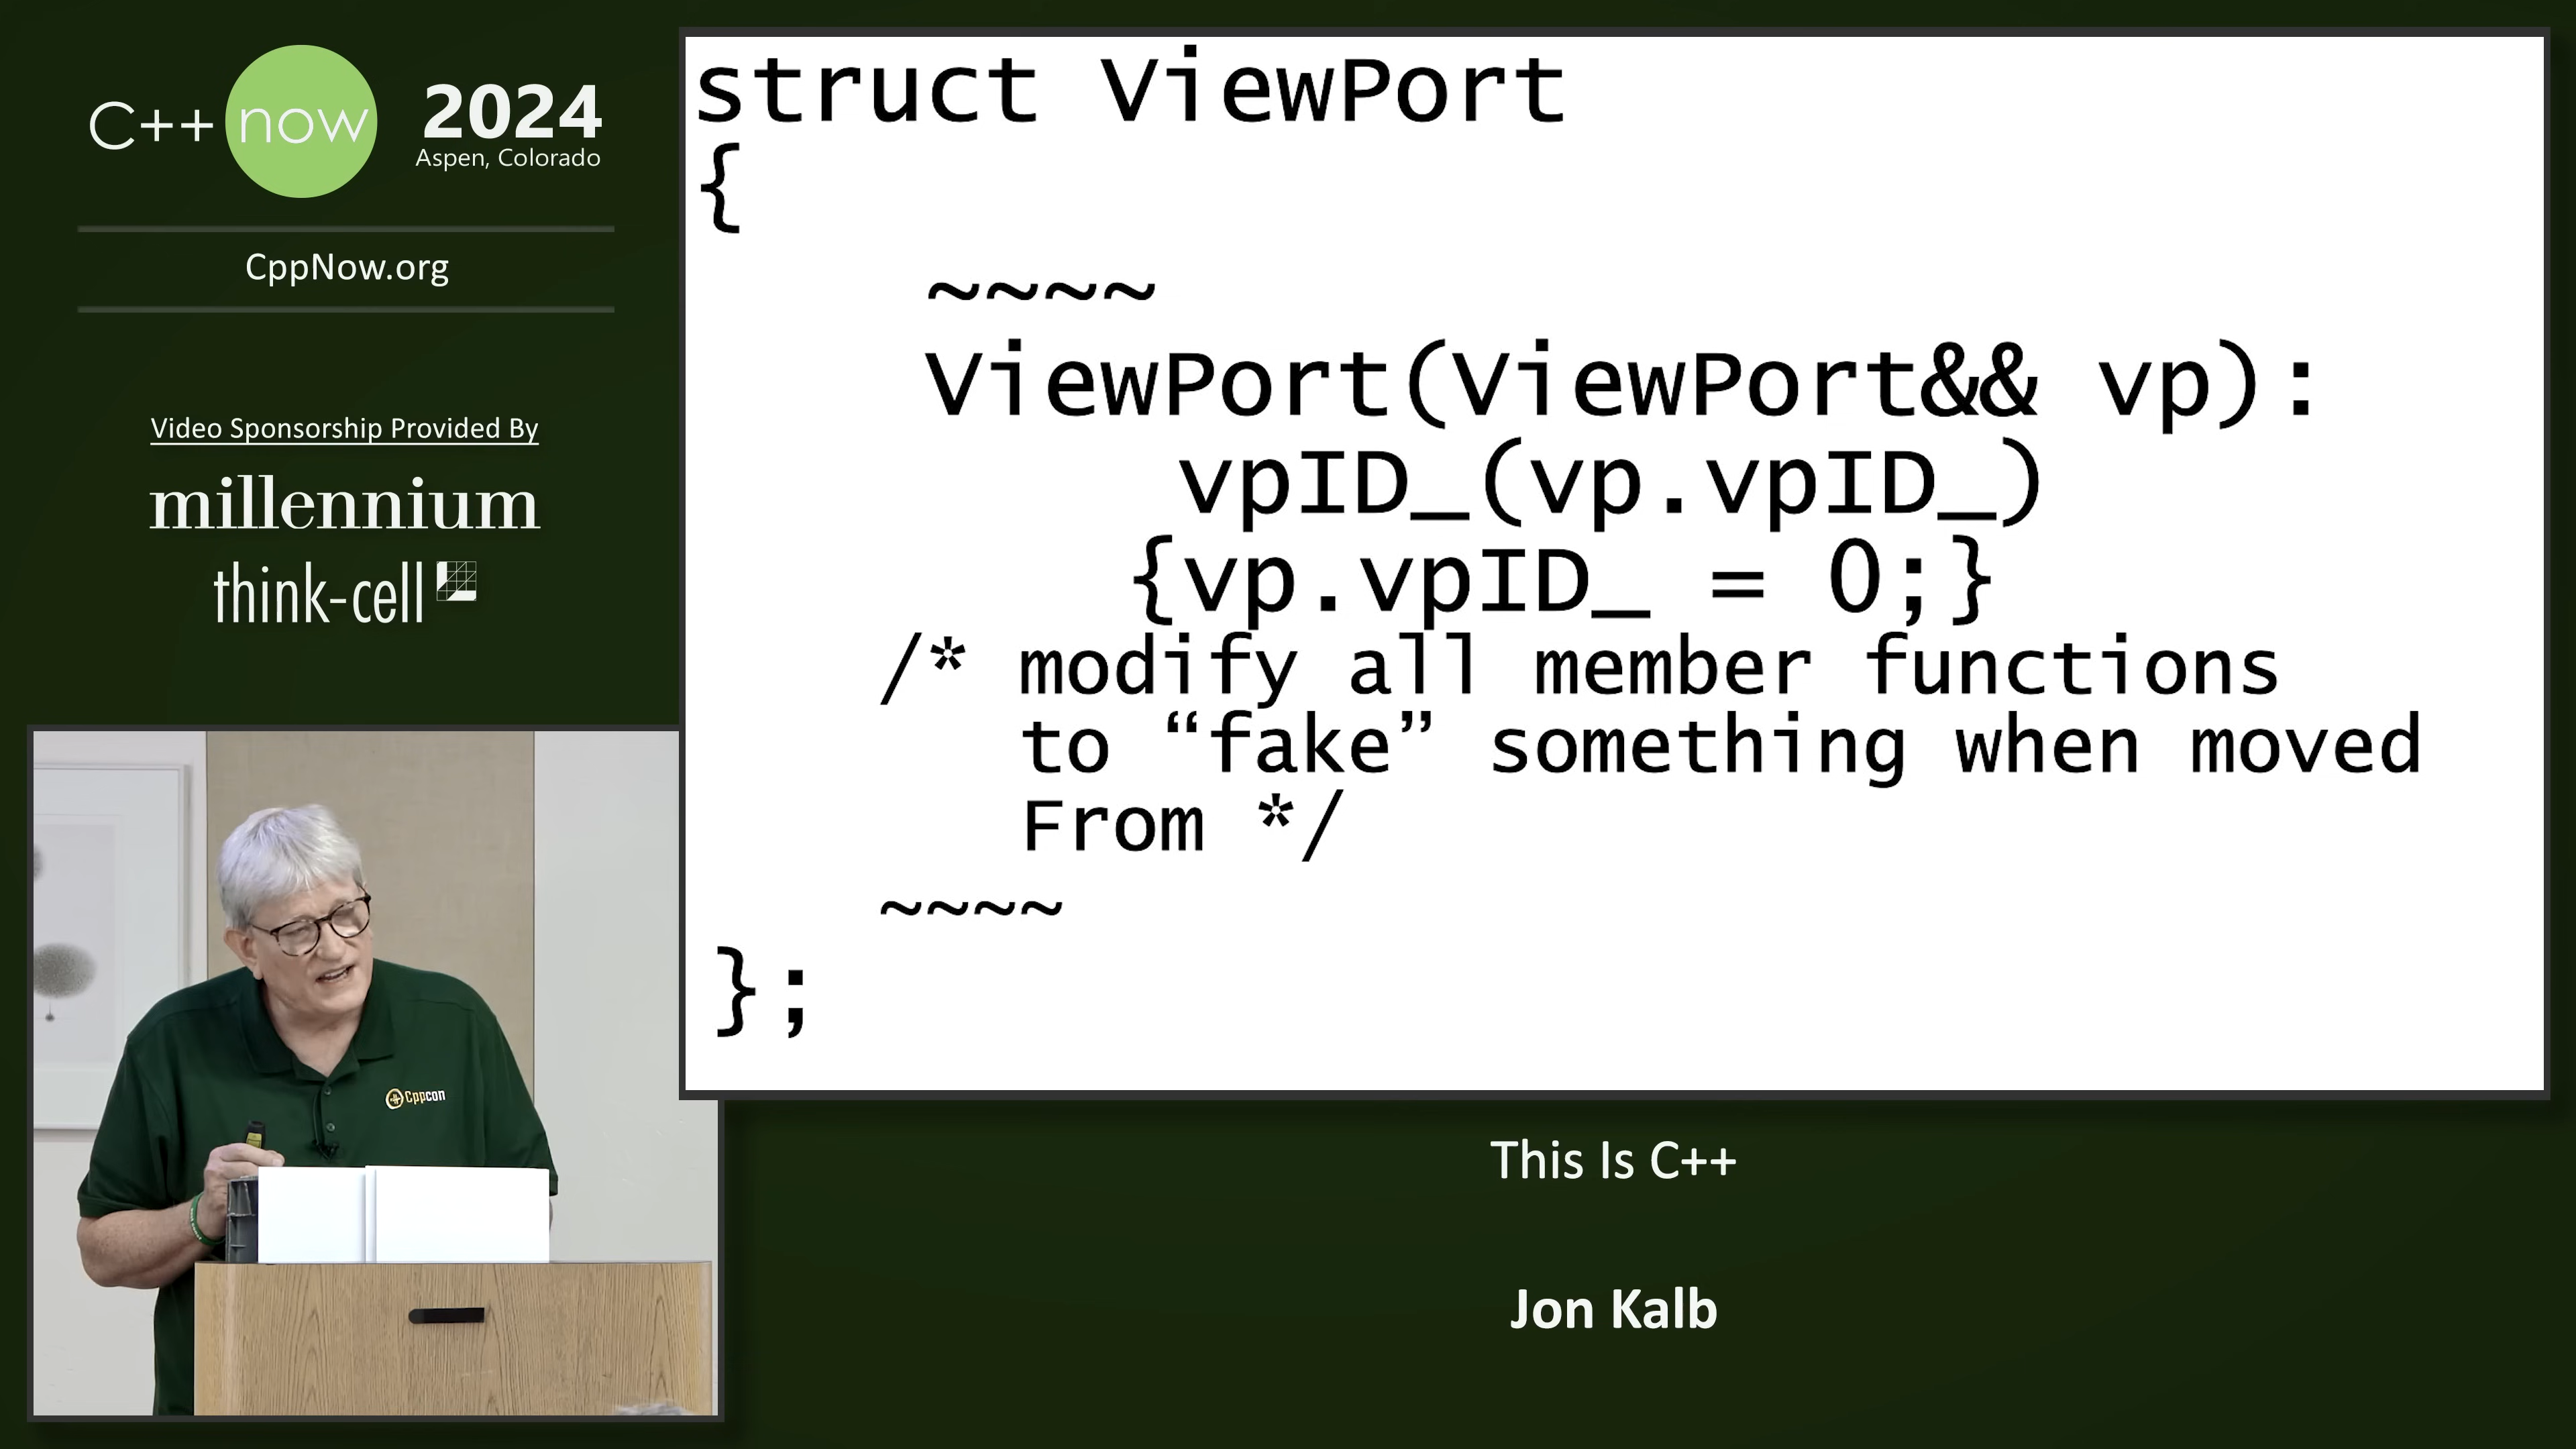 C++ now
2024
Aspen, Colorado
CppNow.org
Video Sponsorship Provided By
millennium
think-cell
struct ViewPort
{
~~~~
ViewPort(ViewPort&& vp):
vpID_(vp.vpID_)
{vp.vpID_ = 0;}
/* modify all member functions
to “fake” something when moved
From */
~~~~
};
Cppcon
This Is C++
Jon Kalb